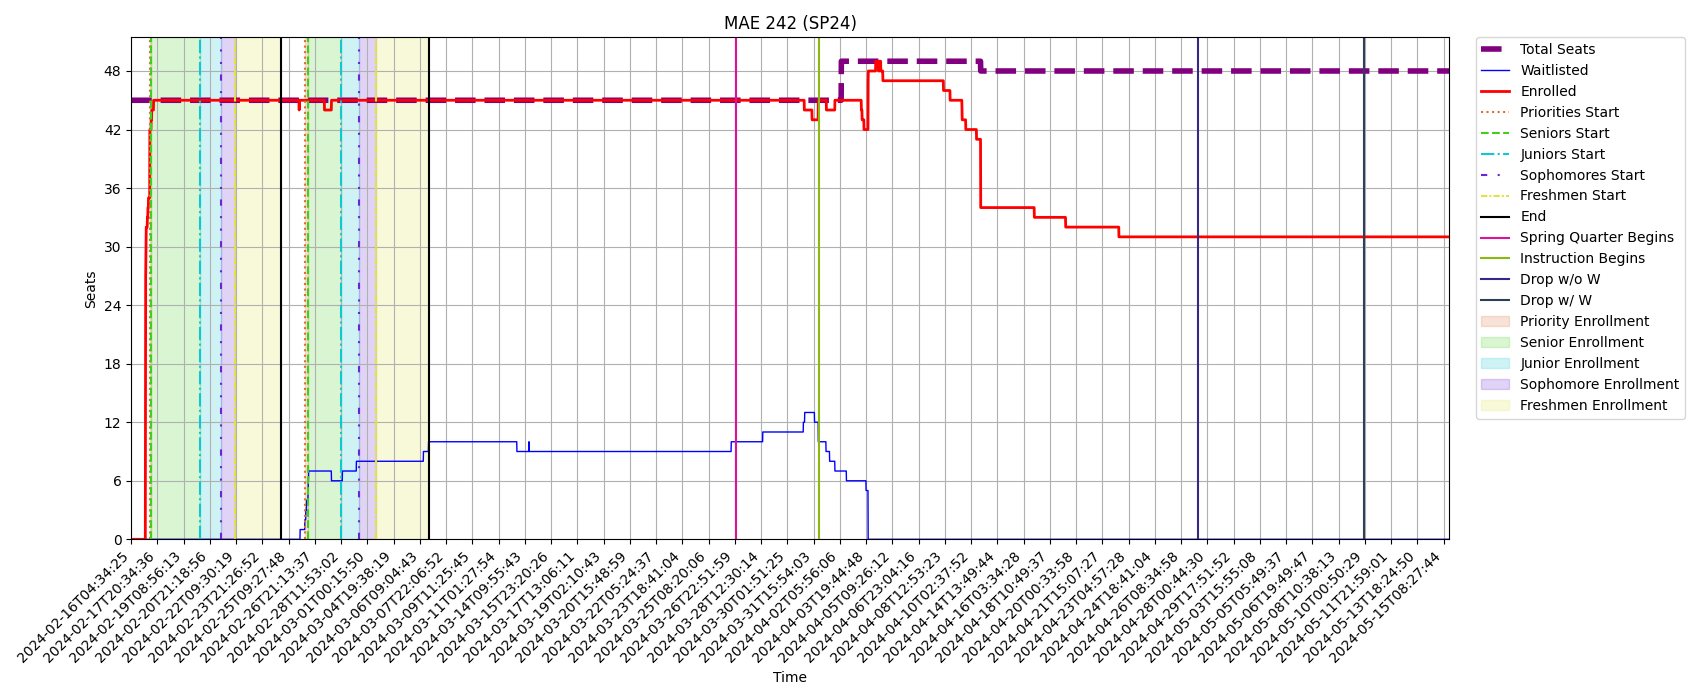 MAE 242 (SP24)
Seats
48
42
36
30
24
18
12
6
0
2024-02-16T04:34:25
2024-02-17T20:34:36
2024-02-19T08:56:13
2024-02-20T21:18:56
2024-02-22T09:30:19
2024-02-23T21:26:52
2024-02-25T09:27:48
2024-02-26T21:13:37
2024-02-28T11:53:02
2024-03-01T00:15:50
2024-03-04T19:38:19
2024-03-06T09:04:43
2024-03-07T22:06:52
2024-03-09T11:25:45
2024-03-11T01:27:54
2024-03-14T09:55:43
2024-03-15T23:20:26
2024-03-17T13:06:11
2024-03-19T02:10:43
2024-03-20T15:48:59
2024-03-22T05:24:37
2024-03-23T18:41:04
2024-03-25T08:20:06
2024-03-26T22:51:59
2024-03-28T12:30:14
2024-03-30T01:51:25
2024-03-31T15:54:03
2024-04-02T05:56:06
2024-04-03T19:44:48
2024-04-05T09:26:12
2024-04-06T23:04:16
2024-04-08T12:53:23
2024-04-10T02:37:52
2024-04-14T13:49:44
2024-04-16T03:34:28
2024-04-18T10:49:37
2024-04-20T00:33:58
2024-04-21T15:07:27
2024-04-23T04:57:28
2024-04-24T18:41:04
2024-04-26T08:34:58
2024-04-28T00:44:30
2024-04-29T17:51:52
2024-05-03T15:55:08
2024-05-05T05:49:37
2024-05-06T19:49:47
2024-05-08T10:38:13
2024-05-10T00:50:29
2024-05-11T21:59:01
2024-05-13T18:24:50
2024-05-15T08:27:44
Time
Total Seats
Waitlisted
Enrolled
Priorities Start
Seniors Start
Juniors Start
Sophomores Start
Freshmen Start
End
Spring Quarter Begins
Instruction Begins
Drop w/o W
Drop w/ W
Priority Enrollment
Senior Enrollment
Junior Enrollment
Sophomore Enrollment
Freshmen Enrollment